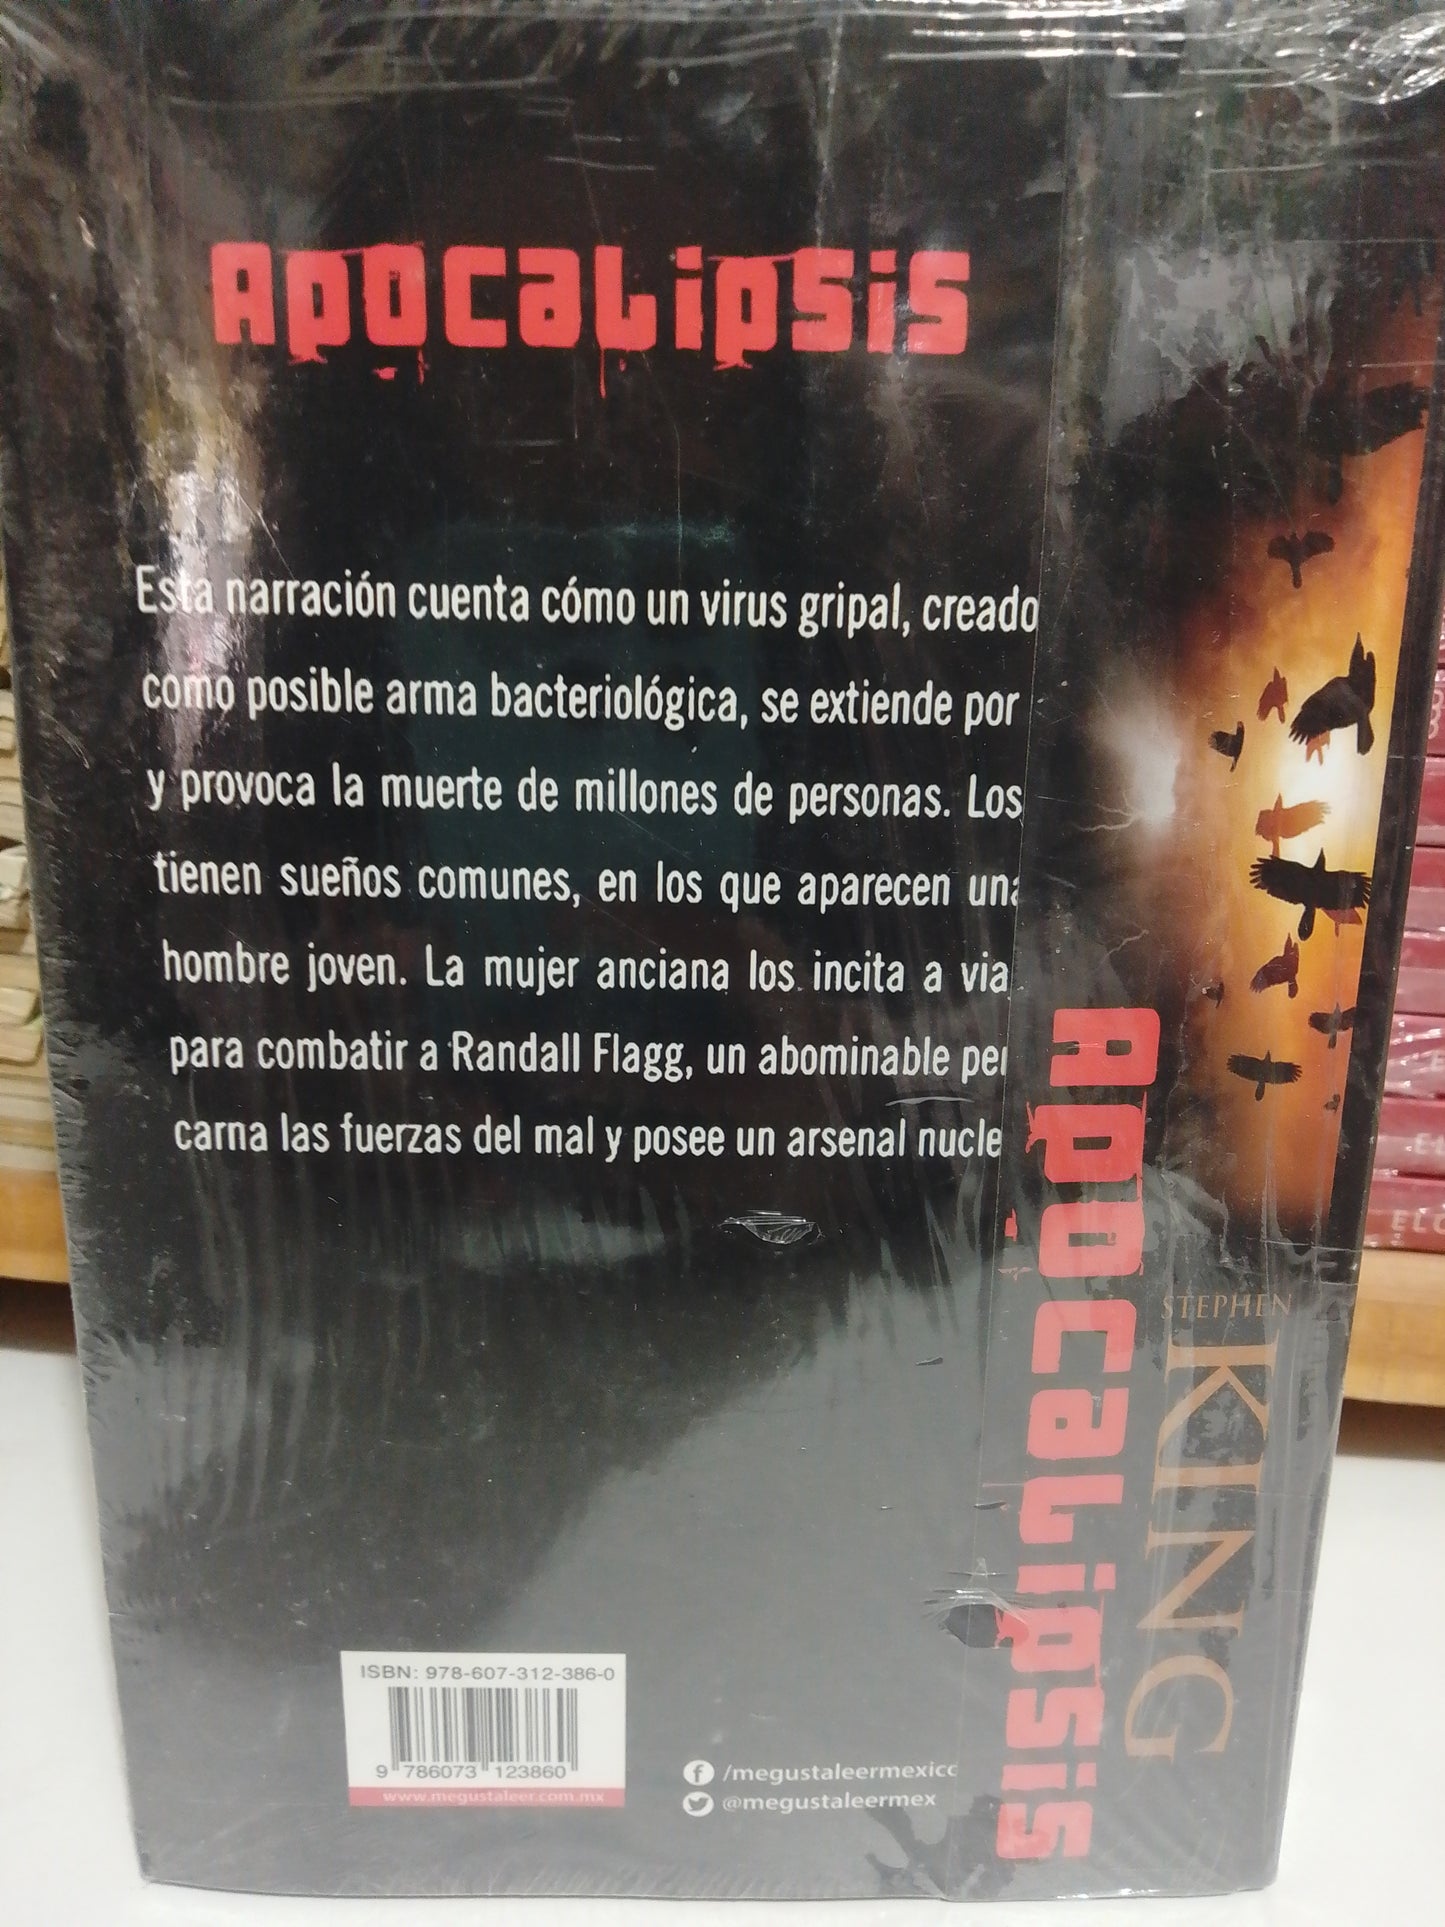 Apocalipsis
Esta narración cuenta cómo un virus gripal, creado
como posible arma bacteriológica, se extiende por
y provoca la muerte de millones de personas. Los
tienen sueños comunes, en los que aparecen una
hombre joven. La mujer anciana los incita a via
para combatir a Randall Flagg, un abominable per
carna las fuerzas del mal y posee un arsenal nucle
ISBN: 978-607-312-386-0
9 786073 123860
www.megustaleer.com.mx
/megustaleermexico
@megustaleermex
Apocalipsis
STEPHEN
KING